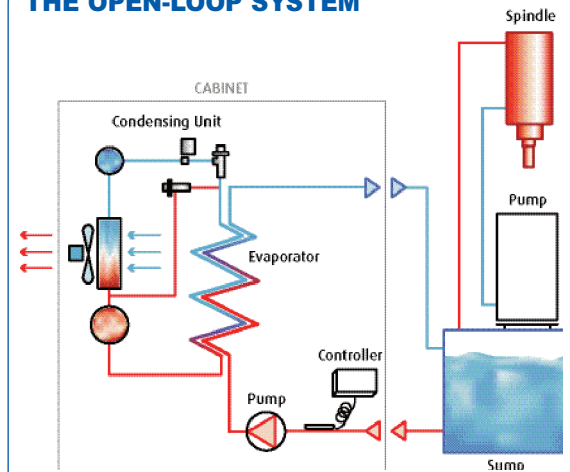 THE OPEN-LOOP SYSTEM
Spindle
CABINET
Condensing Unit
Pump
Evaporator
Controller
Pump
Sump